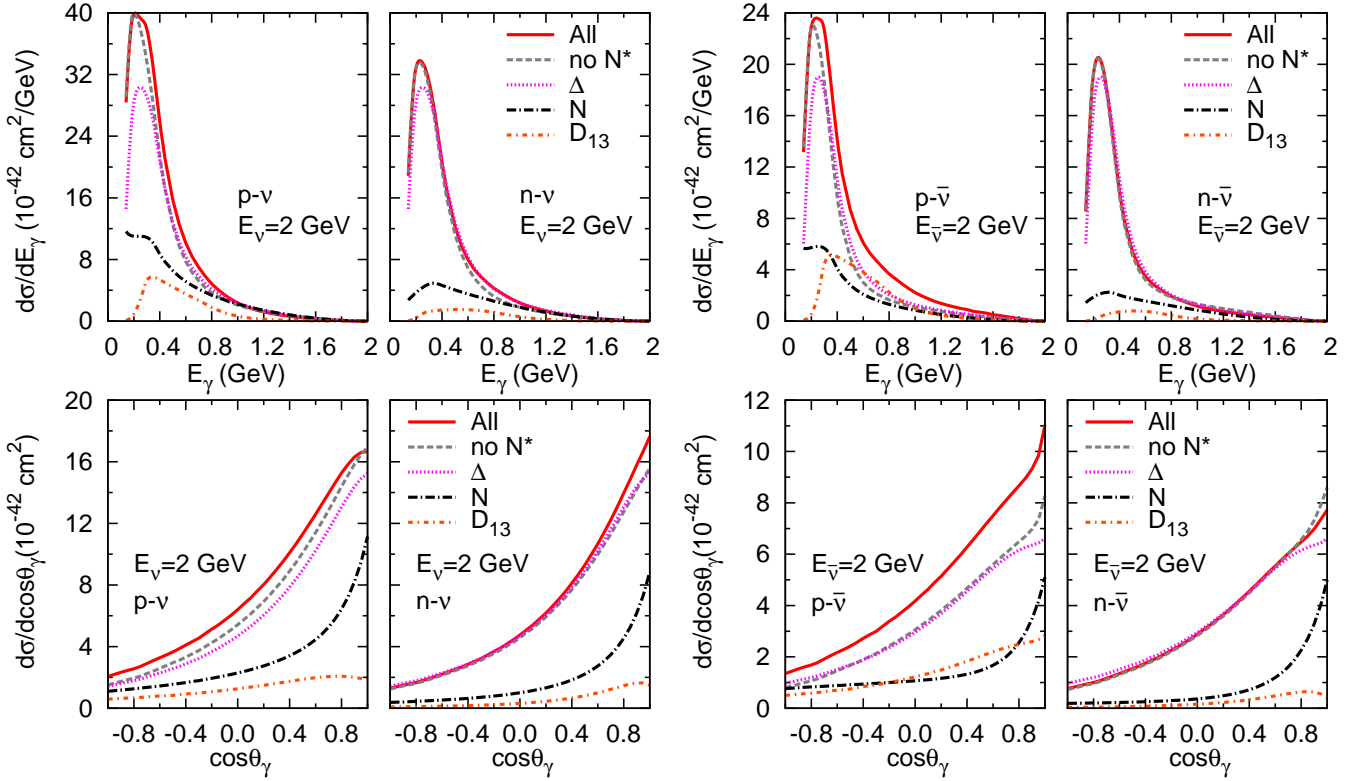 dσ/dE_γ (10^-42 cm^2/GeV)
40
32
24
16
8
0
p-ν
E_ν=2 GeV
0 0.4 0.8 1.2 1.6 2
E_γ (GeV)
All
no N*
Δ
N
D_13
n-ν
E_ν=2 GeV
0.4 0.8 1.2 1.6 2
E_γ (GeV)
dσ/dE_γ (10^-42 cm^2/GeV)
24
20
16
12
8
4
0
p-ν̄
E_ν̄=2 GeV
0 0.4 0.8 1.2 1.6 2
E_γ (GeV)
All
no N*
Δ
N
D_13
n-ν̄
E_ν̄=2 GeV
0.4 0.8 1.2 1.6 2
E_γ (GeV)
dσ/dcosθ_γ(10^-42 cm^2)
20
16
12
8
4
0
E_ν=2 GeV
p-ν
-0.8 -0.4 0.0 0.4 0.8
cosθ_γ
All
no N*
Δ
N
D_13
E_ν=2 GeV
n-ν
-0.8 -0.4 0.0 0.4 0.8
cosθ_γ
dσ/dcosθ_γ(10^-42 cm^2)
12
10
8
6
4
2
0
E_ν̄=2 GeV
p-ν̄
-0.8 -0.4 0.0 0.4 0.8
cosθ_γ
All
no N*
Δ
N
D_13
E_ν̄=2 GeV
n-ν̄
-0.8 -0.4 0.0 0.4 0.8
cosθ_γ